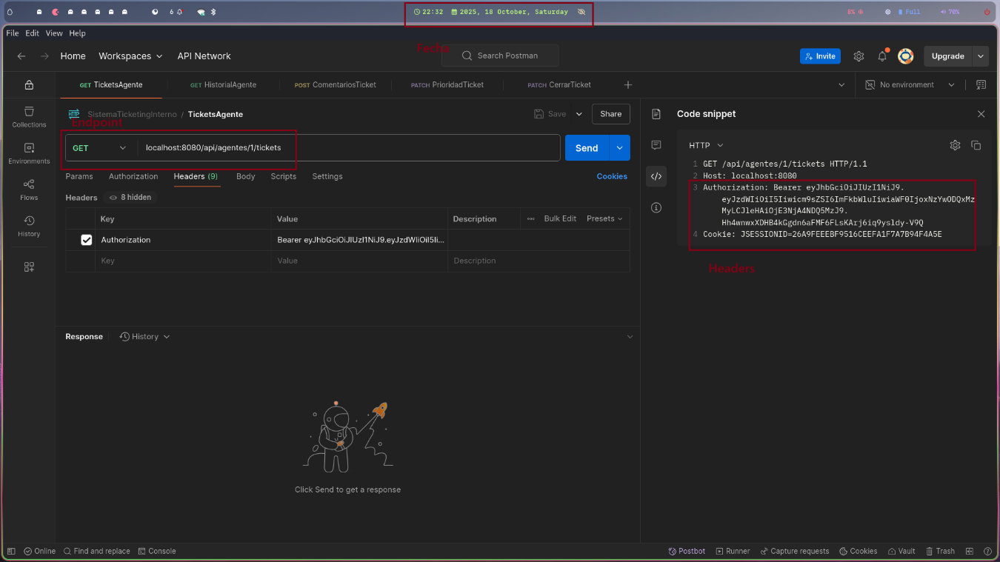 6
22:32 2025, 18 October, Saturday
8%
Full
70%
File Edit View Help
Fecha
Home Workspaces API Network
Search Postman
Invite
Upgrade
GET TicketsAgente
GET HistorialAgente
POST ComentariosTicket
PATCH PrioridadTicket
PATCH CerrarTicket
No environment
Collections
Environments
Flows
History
HTTP SistemaTicketingInterno / TicketsAgente
Save
Share
Endpoint
GET localhost:8080/api/agentes/1/tickets
Send
Params Authorization Headers (9) Body Scripts Settings
Cookies
Headers 8 hidden
Key Value Description Bulk Edit Presets
Authorization Bearer eyJhbGciOiJIUzI1NiJ9.eyJzdWIiOiI5Ii...
Key Value Description
Response History
Click Send to get a response
Code snippet
HTTP
1 GET /api/agentes/1/tickets HTTP/1.1
2 Host: localhost:8080
3 Authorization: Bearer eyJhbGciOiJIUzI1NiJ9.
eyJzdWIiOiI5Iiwicm9sZSI6ImFkbWluIiwiaWF0IjoxNzYwODQxMz
MyLCJleHAiOjE3NjA4NDQ5MzJ9.
Hh4wnwxXDHB4kGgdn6aFMF6FLsKArj6iq9ysldy-V9Q
4 Cookie: JSESSIONID=26A9FEEEBF9516CEEFA1F7A7B94F4A5E
Headers
Online Find and replace Console
Postbot Runner Capture requests Cookies Vault Trash